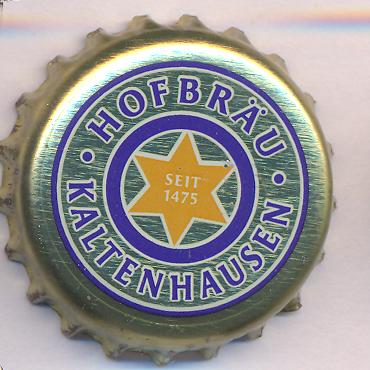 • HOFBRÄU •
KALTENHAUSEN
SEIT
1475